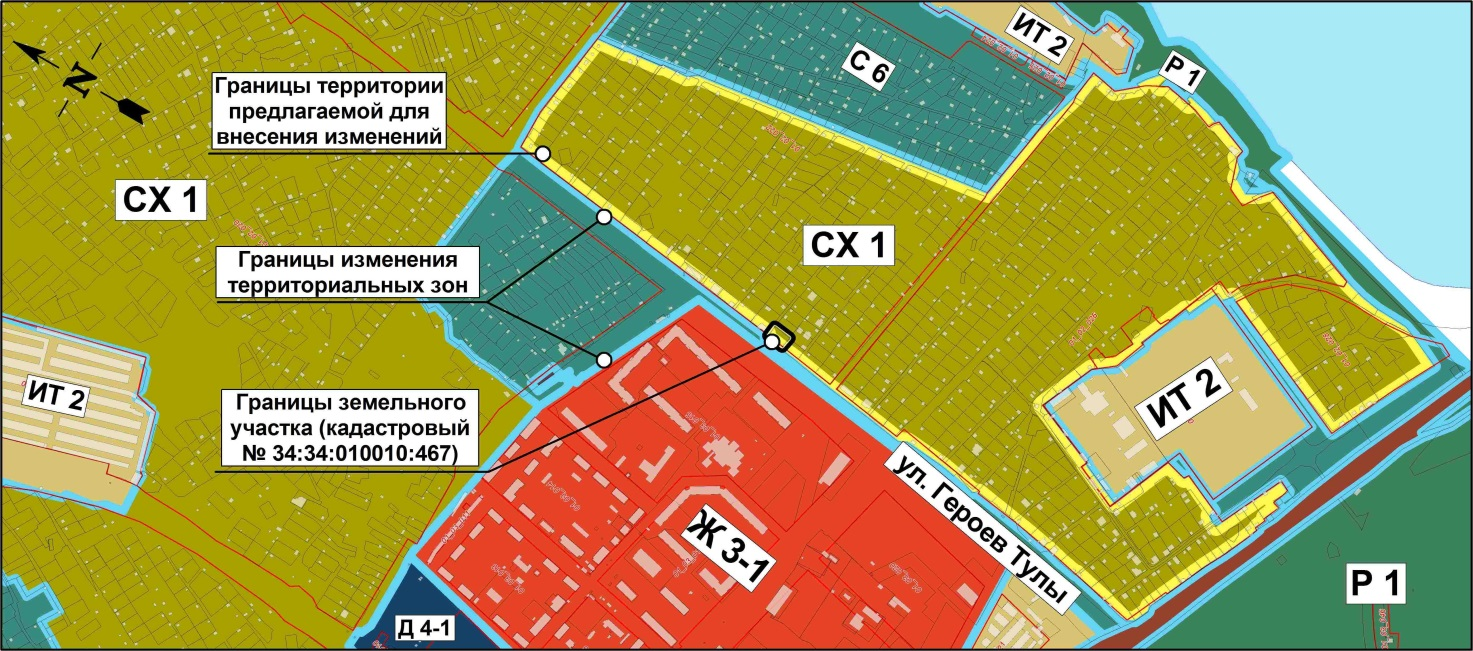 ИТ 2
Р 1
С 6
N
Границы территории
предлагаемой для
внесения изменений
СХ 1
СХ 1
Границы изменения
территориальных зон
ИТ 2
ИТ 2
Границы земельного
участка (кадастровый
№ 34:34:010010:467)
ул. Героев Тулы
Ж 3-1
Р 1
Д 4-1